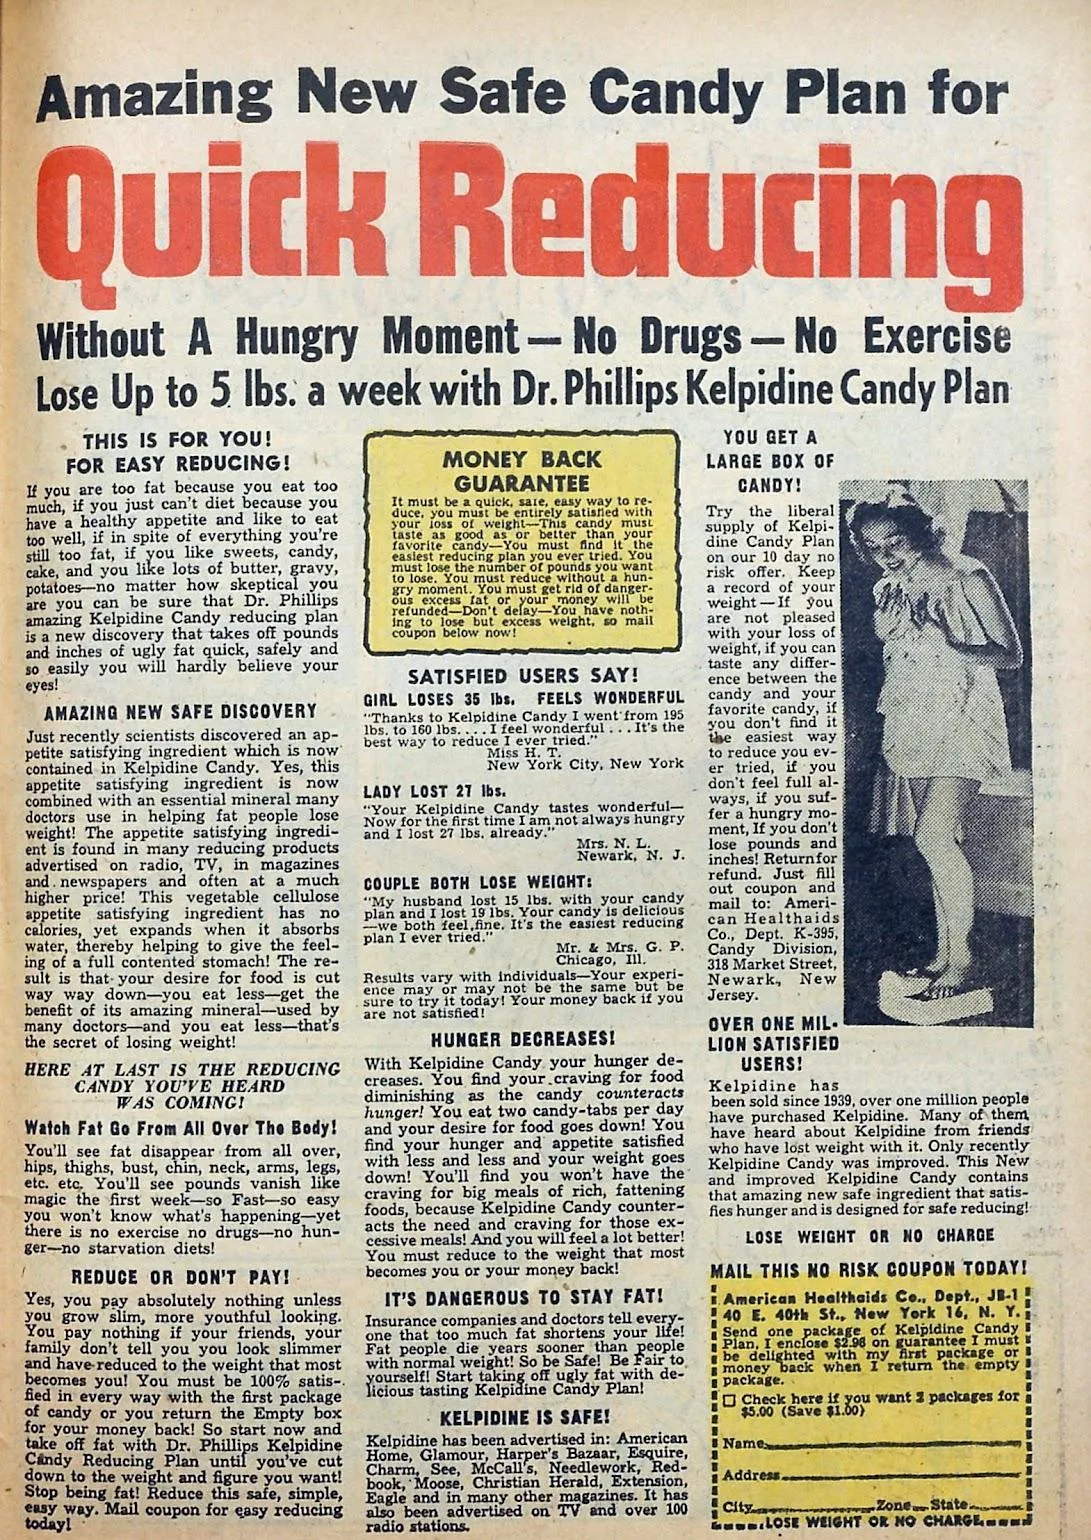 Amazing New Safe Candy Plan for
Quick Reducing
Without A Hungry Moment — No Drugs — No Exercise
Lose Up to 5 lbs. a week with Dr. Phillips Kelpidine Candy Plan
THIS IS FOR YOU!
FOR EASY REDUCING!
If you are too fat because you eat too
much, if you just can't diet because you
have a healthy appetite and like to eat
too well, if in spite of everything you're
still too fat, if you like sweets, candy,
cake, and you like lots of butter, gravy,
potatoes—no matter how skeptical you
are you can be sure that Dr. Phillips
amazing Kelpidine Candy reducing plan
is a new discovery that takes off pounds
and inches of ugly fat quick, safely and
so easily you will hardly believe your
eyes!
AMAZING NEW SAFE DISCOVERY
Just recently scientists discovered an ap-
petite satisfying ingredient which is now
contained in Kelpidine Candy. Yes, this
appetite satisfying ingredient is now
combined with an essential mineral many
doctors use in helping fat people lose
weight! The appetite satisfying ingredi-
ent is found in many reducing products
advertised on radio, TV, in magazines
and newspapers and often at a much
higher price! This vegetable cellulose
appetite satisfying ingredient has no
calories, yet expands when it absorbs
water, thereby helping to give the feel-
ing of a full contented stomach! The re-
sult is that your desire for food is cut
way way down—you eat less—get the
benefit of its amazing mineral—used by
many doctors—and you eat less—that's
the secret of losing weight!
HERE AT LAST IS THE REDUCING
CANDY YOU'VE HEARD
WAS COMING!
Watch Fat Go From All Over The Body!
You'll see fat disappear from all over,
hips, thighs, bust, chin, neck, arms, legs,
etc. etc. You'll see pounds vanish like
magic the first week—so Fast—so easy
you won't know what's happening—yet
there is no exercise no drugs—no hun-
ger—no starvation diets!
REDUCE OR DON'T PAY!
Yes, you pay absolutely nothing unless
you grow slim, more youthful looking.
You pay nothing if your friends, your
family don't tell you you look slimmer
and have reduced to the weight that most
becomes you! You must be 100% satis-
fied in every way with the first package
of candy or you return the Empty box
for your money back! So start now and
take off fat with Dr. Phillips Kelpidine
Candy Reducing Plan until you've cut
down to the weight and figure you want!
Stop being fat! Reduce this safe, simple,
easy way. Mail coupon for easy reducing
today!
MONEY BACK
GUARANTEE
It must be a quick, safe, easy way to re-
duce, you must be entirely satisfied with
your loss of weight—This candy must
taste as good as or better than your
favorite candy—You must find it the
easiest reducing plan you ever tried. You
must lose the number of pounds you want
to lose. You must reduce without a hun-
gry moment. You must get rid of danger-
ous excess fat or your money will be
refunded—Don't delay—You have noth-
ing to lose but excess weight, so mail
coupon below now!
SATISFIED USERS SAY!
GIRL LOSES 35 lbs. FEELS WONDERFUL
"Thanks to Kelpidine Candy I went from 195
lbs. to 160 lbs. . . . I feel wonderful . . . It's the
best way to reduce I ever tried."
Miss H. T.
New York City, New York
LADY LOST 27 lbs.
"Your Kelpidine Candy tastes wonderful—
Now for the first time I am not always hungry
and I lost 27 lbs. already."
Mrs. N. L.
Newark, N. J.
COUPLE BOTH LOSE WEIGHT:
"My husband lost 15 lbs. with your candy
plan and I lost 19 lbs. Your candy is delicious
—we both feel fine. It's the easiest reducing
plan I ever tried."
Mr. & Mrs. G. P.
Chicago, Ill.
Results vary with individuals—Your experi-
ence may or may not be the same but be
sure to try it today! Your money back if you
are not satisfied!
HUNGER DECREASES!
With Kelpidine Candy your hunger de-
creases. You find your craving for food
diminishing as the candy counteracts
hunger! You eat two candy-tabs per day
and your desire for food goes down! You
find your hunger and appetite satisfied
with less and less and your weight goes
down! You'll find you won't have the
craving for big meals of rich, fattening
foods, because Kelpidine Candy counter-
acts the need and craving for those ex-
cessive meals! And you will feel a lot better!
You must reduce to the weight that most
becomes you or your money back!
IT'S DANGEROUS TO STAY FAT!
Insurance companies and doctors tell every-
one that too much fat shortens your life!
Fat people die years sooner than people
with normal weight! So be Safe! Be Fair to
yourself! Start taking off ugly fat with de-
licious tasting Kelpidine Candy Plan!
KELPIDINE IS SAFE!
Kelpidine has been advertised in: American
Home, Glamour, Harper's Bazaar, Esquire,
Charm, See, McCall's, Needlework, Red-
book, Moose, Christian Herald, Extension,
Eagle and in many other magazines. It has
also been advertised on TV and over 100
radio stations.
YOU GET A
LARGE BOX OF
CANDY!
Try the liberal
supply of Kelpi-
dine Candy Plan
on our 10 day no
risk offer. Keep
a record of your
weight—If you
are not pleased
with your loss of
weight, if you can
taste any differ-
ence between the
candy and your
favorite candy, if
you don't find it
the easiest way
to reduce you ev-
er tried, if you
don't feel full al-
ways, if you suf-
fer a hungry mo-
ment, If you don't
lose pounds and
inches! Return for
refund. Just fill
out coupon and
mail to: Ameri-
can Healthaids
Co., Dept. K-395,
Candy Division,
318 Market Street,
Newark, New
Jersey.
OVER ONE MIL-
LION SATISFIED
USERS!
Kelpidine has
been sold since 1939, over one million people
have purchased Kelpidine. Many of them
have heard about Kelpidine from friends
who have lost weight with it. Only recently
Kelpidine Candy was improved. This New
and improved Kelpidine Candy contains
that amazing new safe ingredient that satis-
fies hunger and is designed for safe reducing!
LOSE WEIGHT OR NO CHARGE
MAIL THIS NO RISK COUPON TODAY!
American Healthaids Co., Dept., JB-1
40 E. 40th St., New York 16, N. Y.
Send one package of Kelpidine Candy
Plan. I enclose $2.98 on guarantee I must
be delighted with my first package or
money back when I return the empty
package.
☐ Check here if you want 2 packages for
$5.00 (Save $1.00)
Name
Address
City Zone State
LOSE WEIGHT OR NO CHARGE